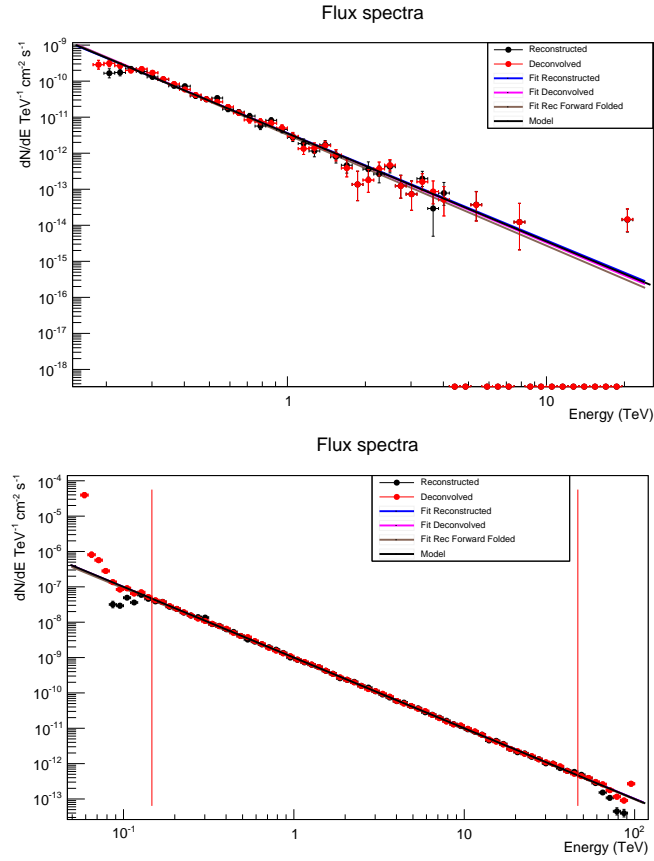 Flux spectra
dN/dE TeV⁻¹ cm⁻² s⁻¹
10⁻⁹
10⁻¹⁰
10⁻¹¹
10⁻¹²
10⁻¹³
10⁻¹⁴
10⁻¹⁵
10⁻¹⁶
10⁻¹⁷
10⁻¹⁸
Reconstructed
Deconvolved
Fit Reconstructed
Fit Deconvolved
Fit Rec Forward Folded
Model
1
10
Energy (TeV)
Flux spectra
dN/dE TeV⁻¹ cm⁻² s⁻¹
10⁻⁴
10⁻⁵
10⁻⁶
10⁻⁷
10⁻⁸
10⁻⁹
10⁻¹⁰
10⁻¹¹
10⁻¹²
10⁻¹³
Reconstructed
Deconvolved
Fit Reconstructed
Fit Deconvolved
Fit Rec Forward Folded
Model
10⁻¹
1
10
10²
Energy (TeV)